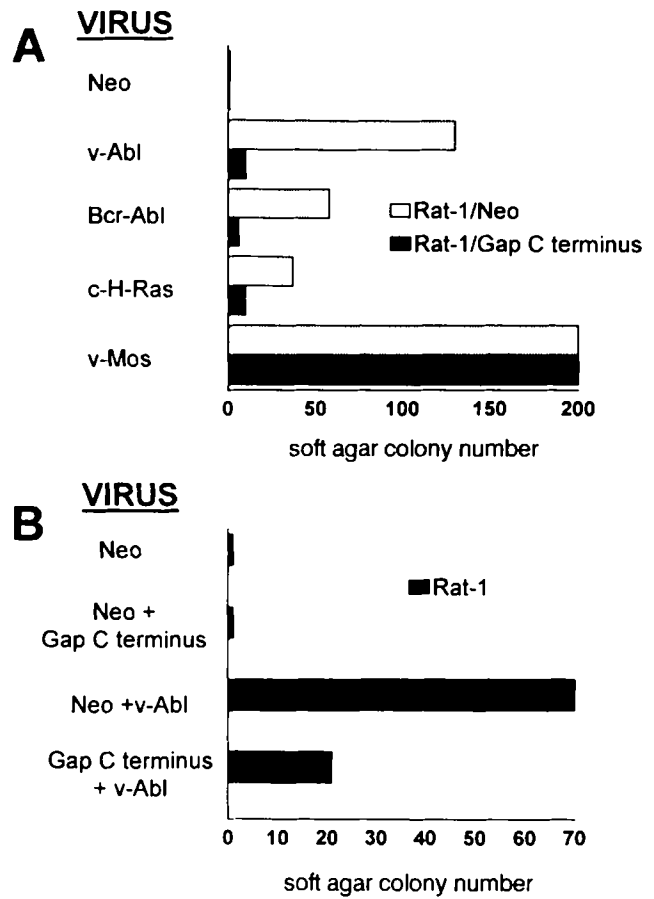 VIRUS
A
Neo
v-Abl
Bcr-Abl
Rat-1/Neo
Rat-1/Gap C terminus
c-H-Ras
v-Mos
0 50 100 150 200
soft agar colony number
VIRUS
B
Neo
Rat-1
Neo +
Gap C terminus
Neo +v-Abl
Gap C terminus
+ v-Abl
0 10 20 30 40 50 60 70
soft agar colony number